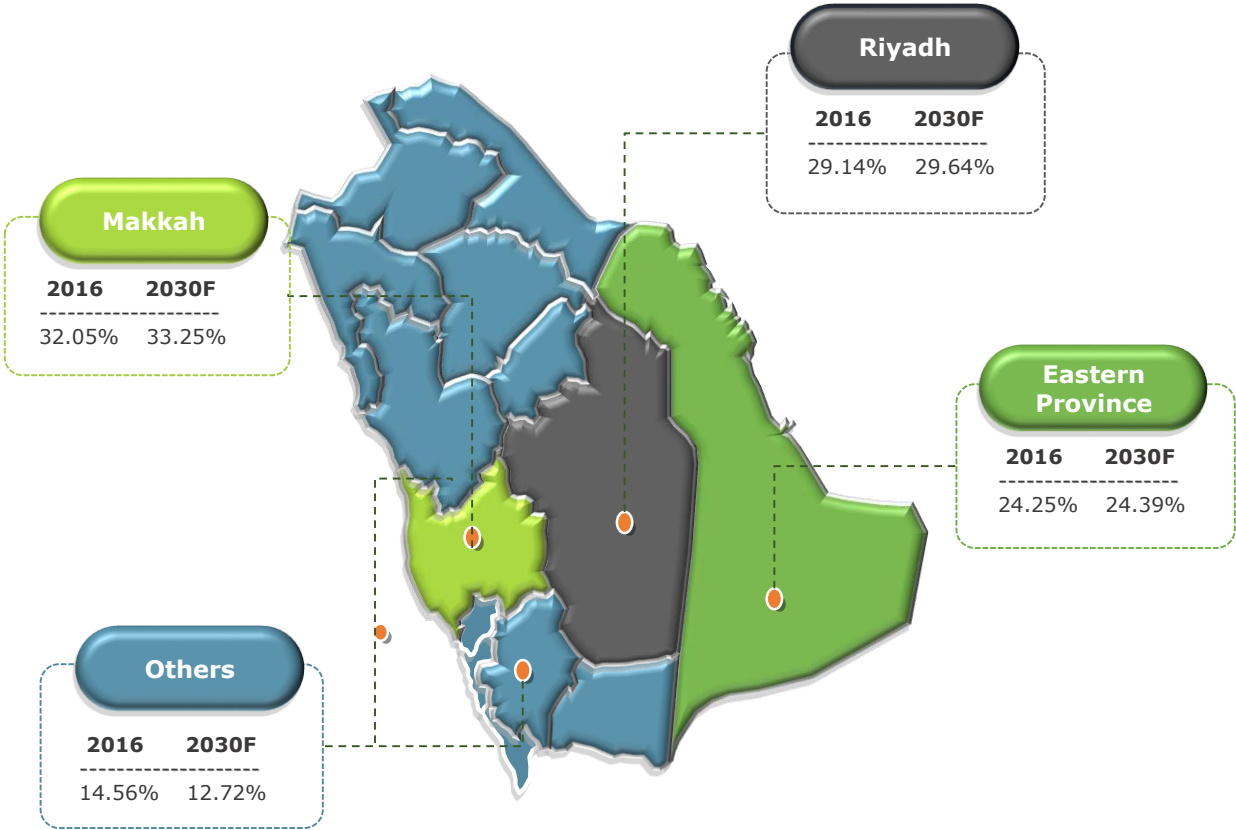 Riyadh
2016 2030F
29.14% 29.64%
Makkah
2016 2030F
32.05% 33.25%
Eastern
Province
2016 2030F
24.25% 24.39%
Others
2016 2030F
14.56% 12.72%